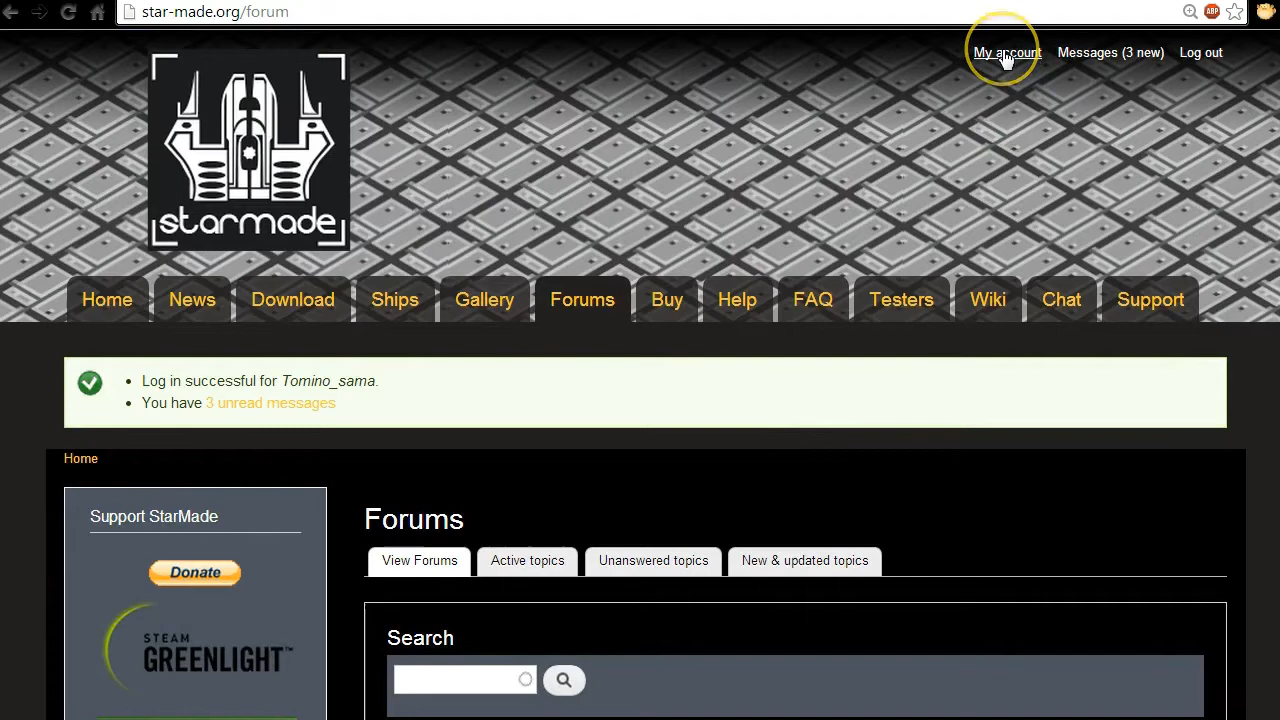 star-made.org/forum
ABP
My account Messages (3 new) Log out
starmade
Home News Download Ships Gallery Forums Buy Help FAQ Testers Wiki Chat Support
Log in successful for Tomino_sama.
You have 3 unread messages
Home
Support StarMade
Donate
STEAM
GREENLIGHT™
Forums
View Forums Active topics Unanswered topics New & updated topics
Search